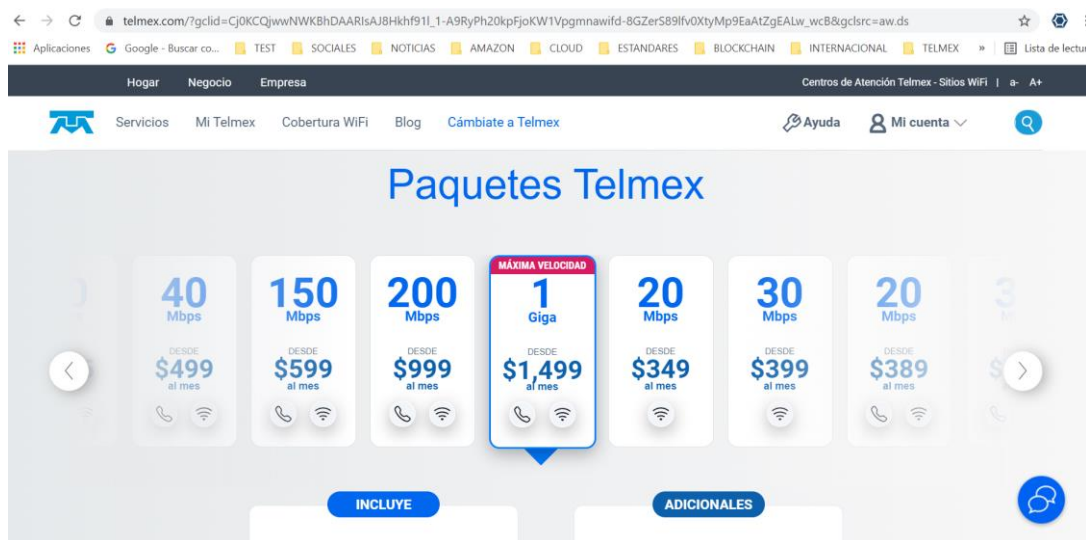 telmex.com/?gclid=Cj0KCQjwwNWKBhDAARIsAJ8Hkhf91l_1-A9RyPh20kpFjoKW1Vpgmnawifd-8GZerS89lfv0XtyMp9EaAtZgEALw_wcB&gclsrc=aw.ds
Aplicaciones Google - Buscar co... TEST SOCIALES NOTICIAS AMAZON CLOUD ESTANDARES BLOCKCHAIN INTERNACIONAL TELMEX » Lista de lectur
Hogar Negocio Empresa Centros de Atención Telmex - Sitios WiFi | a- A+
Servicios Mi Telmex Cobertura WiFi Blog Cámbiate a Telmex Ayuda Mi cuenta
Paquetes Telmex
MÁXIMA VELOCIDAD
40 150 200 1 20 30 20
Mbps Mbps Mbps Giga Mbps Mbps Mbps
DESDE DESDE DESDE DESDE DESDE DESDE DESDE
$499 $599 $999 $1,499 $349 $399 $389
al mes al mes al mes al mes al mes al mes al mes
INCLUYE ADICIONALES